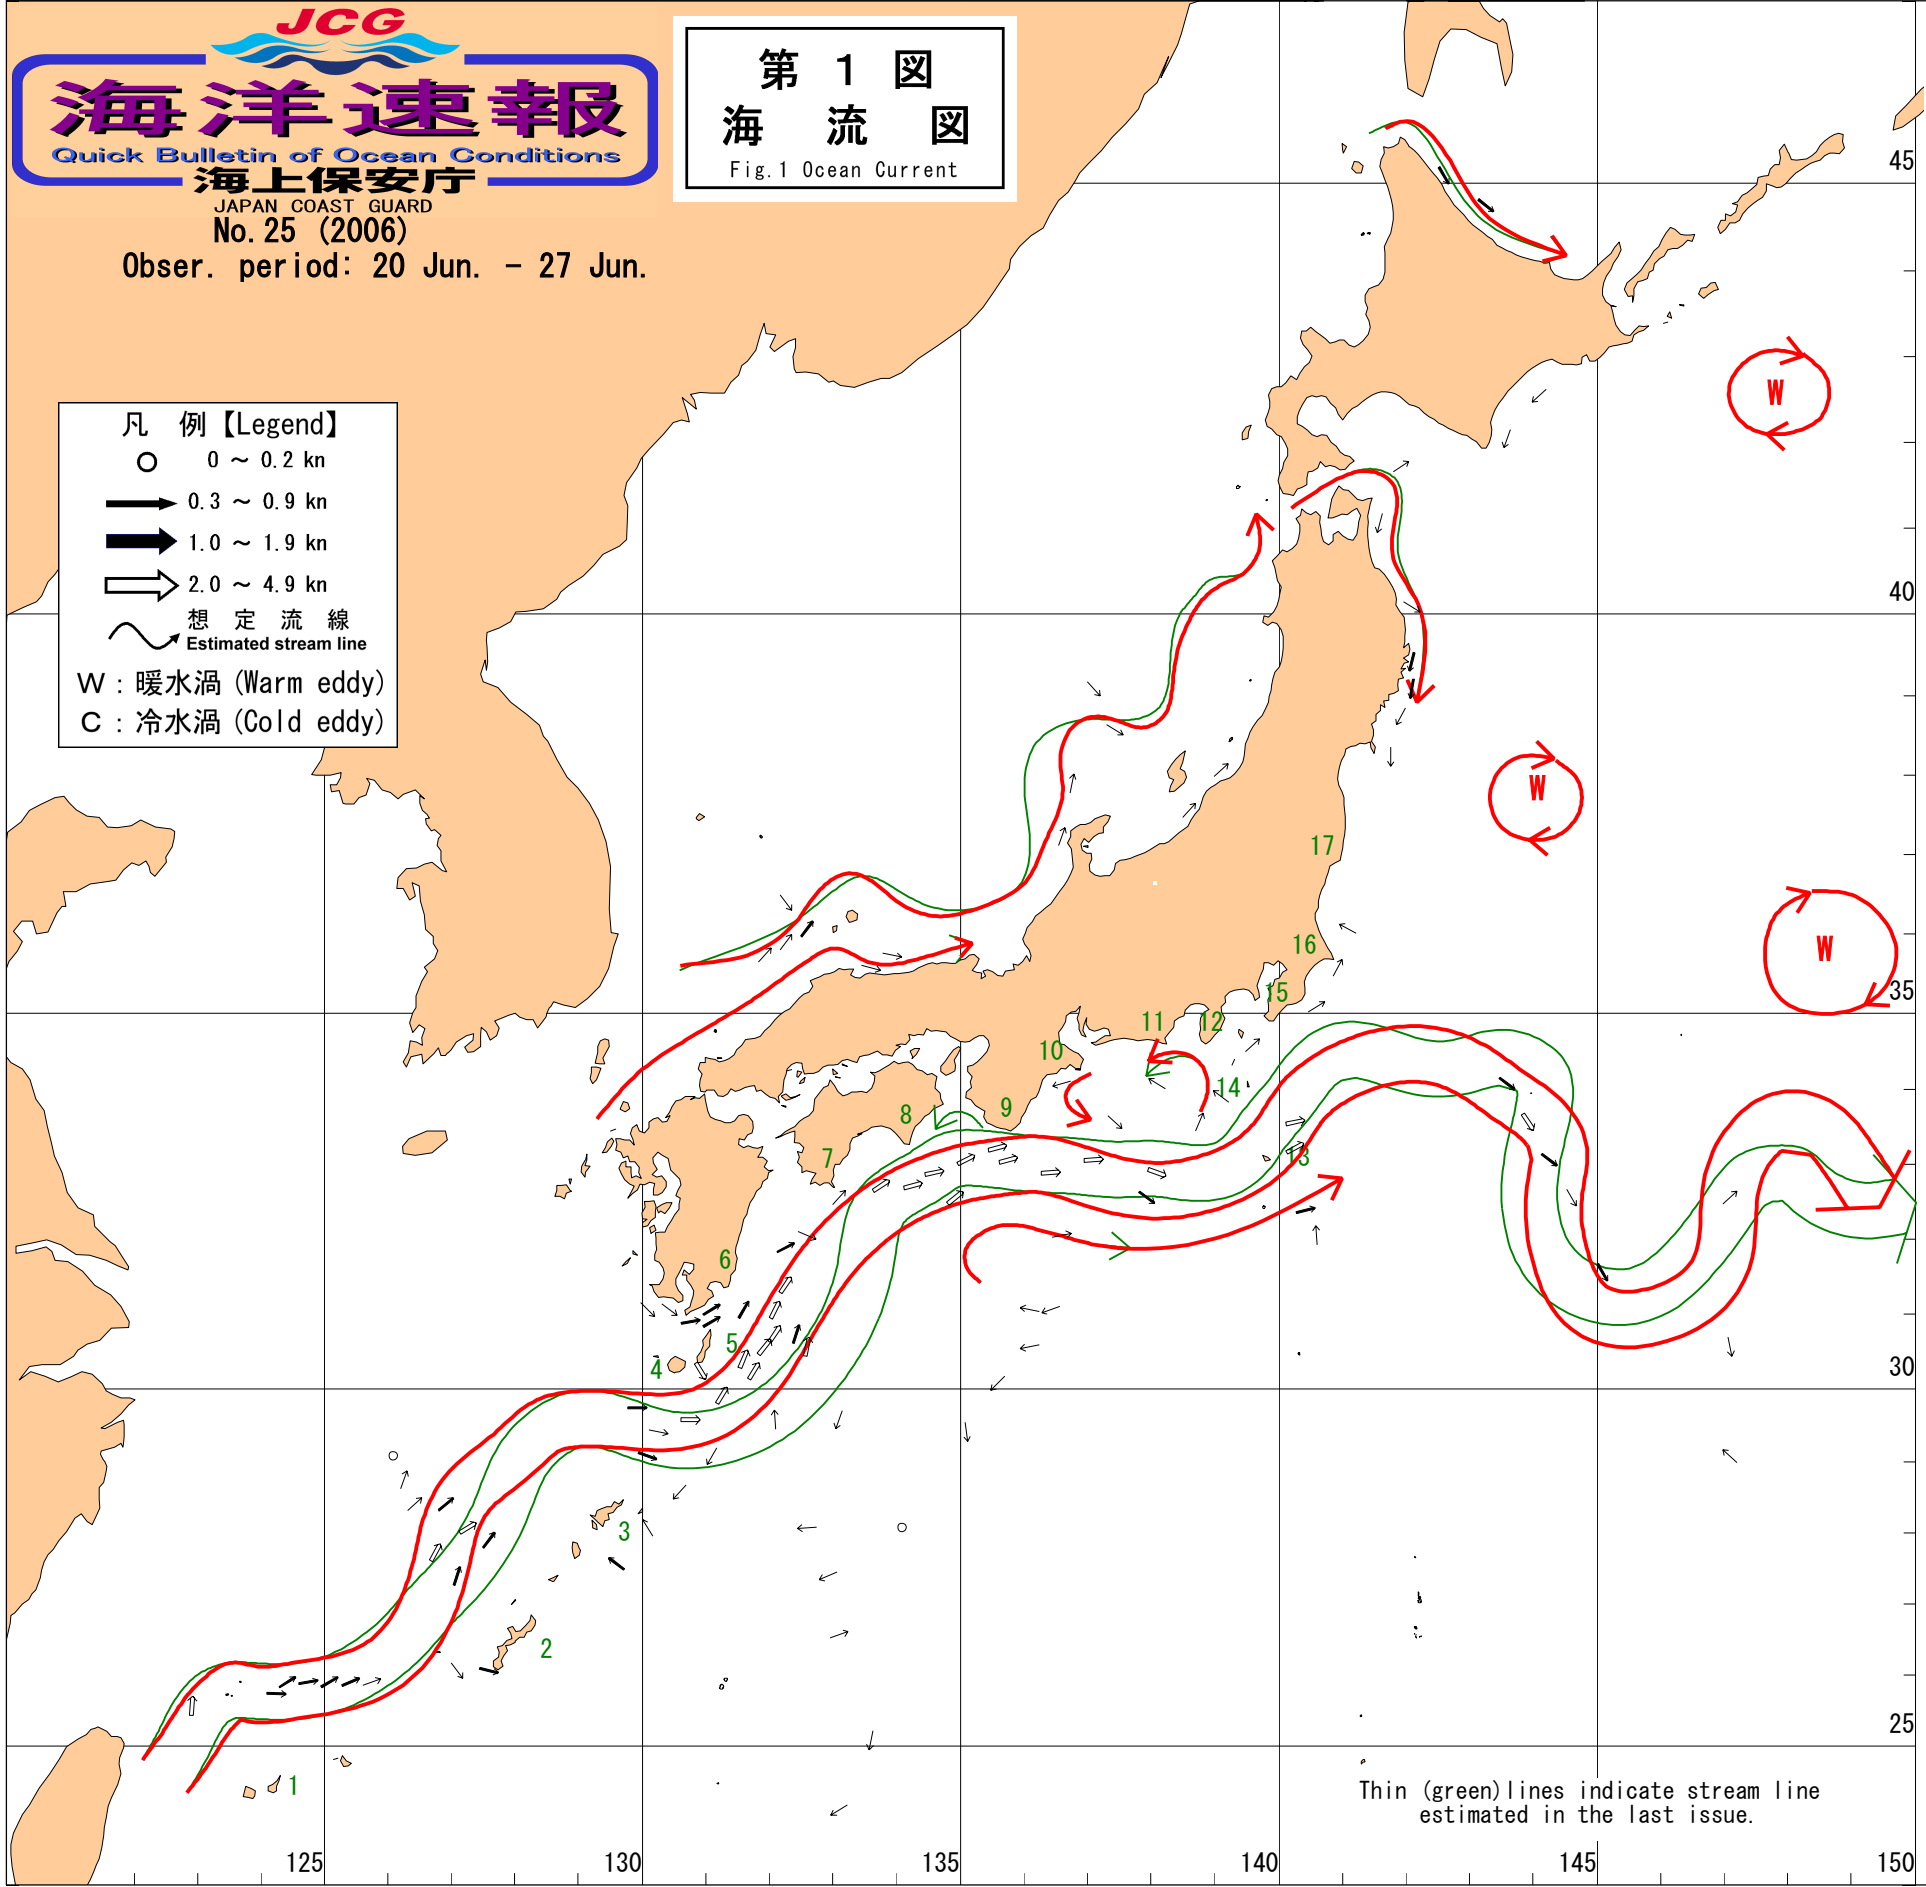 JCG
海洋速報
Quick Bulletin of Ocean Conditions
海上保安庁
JAPAN COAST GUARD
No.25 (2006)
Obser. period: 20 Jun. - 27 Jun.
第 1 図
海 流 図
Fig.1 Ocean Current
凡 例【Legend】
0 ～ 0.2 kn
0.3 ～ 0.9 kn
1.0 ～ 1.9 kn
2.0 ～ 4.9 kn
想 定 流 線
Estimated stream line
W : 暖水渦 (Warm eddy)
C : 冷水渦 (Cold eddy)
45
W
40
W
17
W
16
35
15
11
12
10
14
9
8
7
13
6
5
4
30
3
2
25
1
Thin (green)lines indicate stream line
estimated in the last issue.
125
130
135
140
145
150